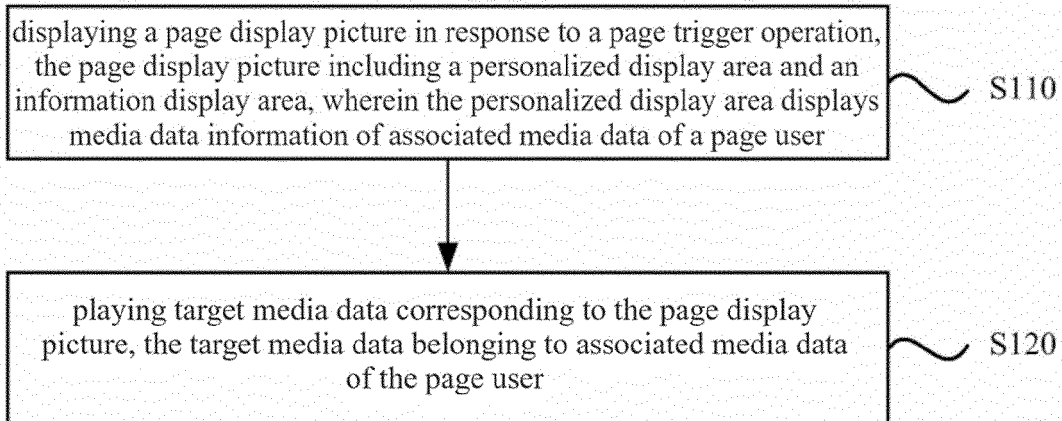 displaying a page display picture in response to a page trigger operation,
the page display picture including a personalized display area and an
information display area, wherein the personalized display area displays
media data information of associated media data of a page user
S110
playing target media data corresponding to the page display
picture, the target media data belonging to associated media data
of the page user
S120